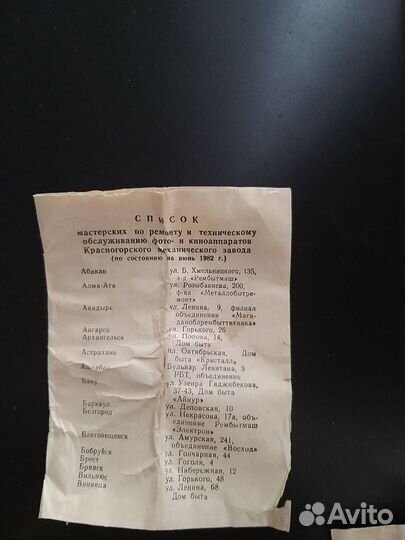 СПИСОК
мастерских по ремонту и техническому
обслуживанию фото- и киноаппаратов
Красногорского механического завода
(по состоянию на июнь 1982 г.)
Абакан ул. Б. Хмельницкого, 135,
з-д «Рембытмаш»
Алма-Ата ул. Розыбакиева, 200,
ф-ка «Металлобытре-
монт»
Анадырь ул. Ленина, 9, филиал
объединения «Мага-
даноблрембыттехника»
Ангарск ул. Горького, 26
Архангельск ул. Попова, 14,
Дом быта
Астрахань пл. Октябрьская, Дом
быта «Кристалл»
Бульвар Левитана, 3
РБТ, объединение
Баку ул. Узеира Гаджибекова,
37-43, Дом быта
«Айнур»
Барнаул ул. Деповская, 10
Белгород ул. Некрасова, 17а, объ-
единение Рембытмаш
«Электрон»
Благовещенск ул. Амурская, 241,
объединение «Восход»
Бобруйск ул. Гончарная, 44
Брест ул. Гоголя, 4
Брянск ул. Набережная, 12
Вильнюс ул. Горького, 48
Винница ул. Ленина, 68
Дом быта
Avito